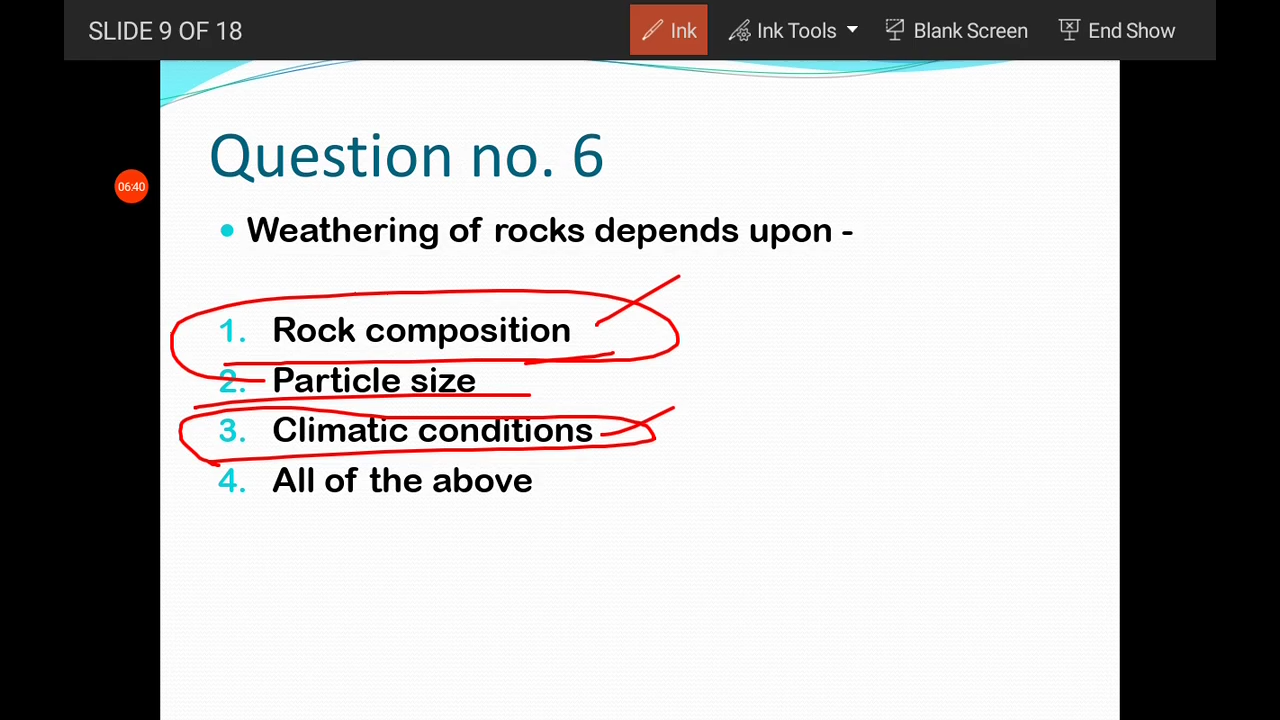 SLIDE 9 OF 18 Ink Ink Tools Blank Screen End Show
Question no. 6
06:40
• Weathering of rocks depends upon -
1. Rock composition
2. Particle size
3. Climatic conditions
4. All of the above